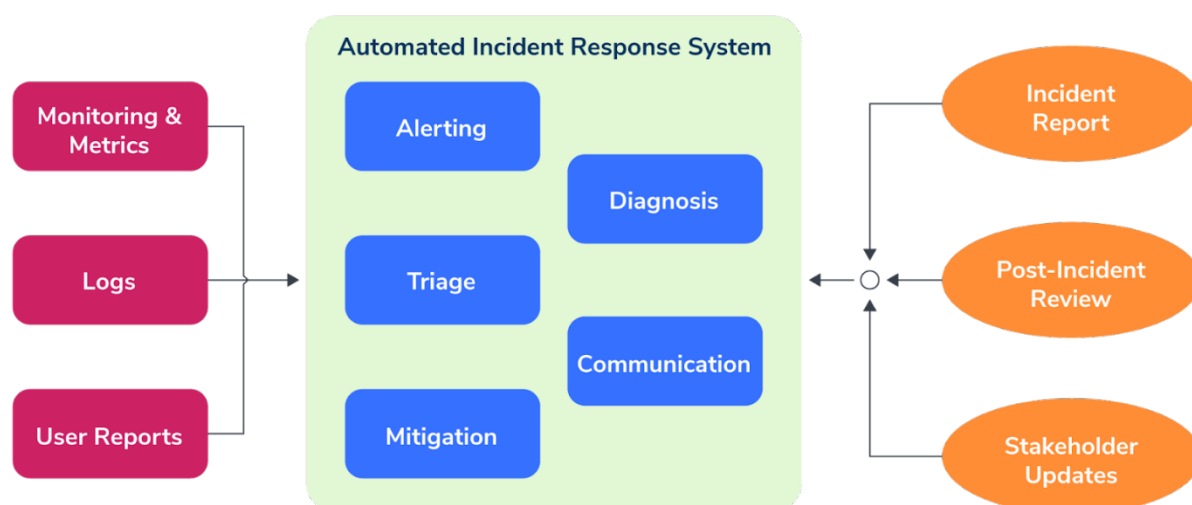 Automated Incident Response System
Monitoring &
Metrics
Logs
User Reports
Alerting
Diagnosis
Triage
Communication
Mitigation
Incident
Report
Post-Incident
Review
Stakeholder
Updates